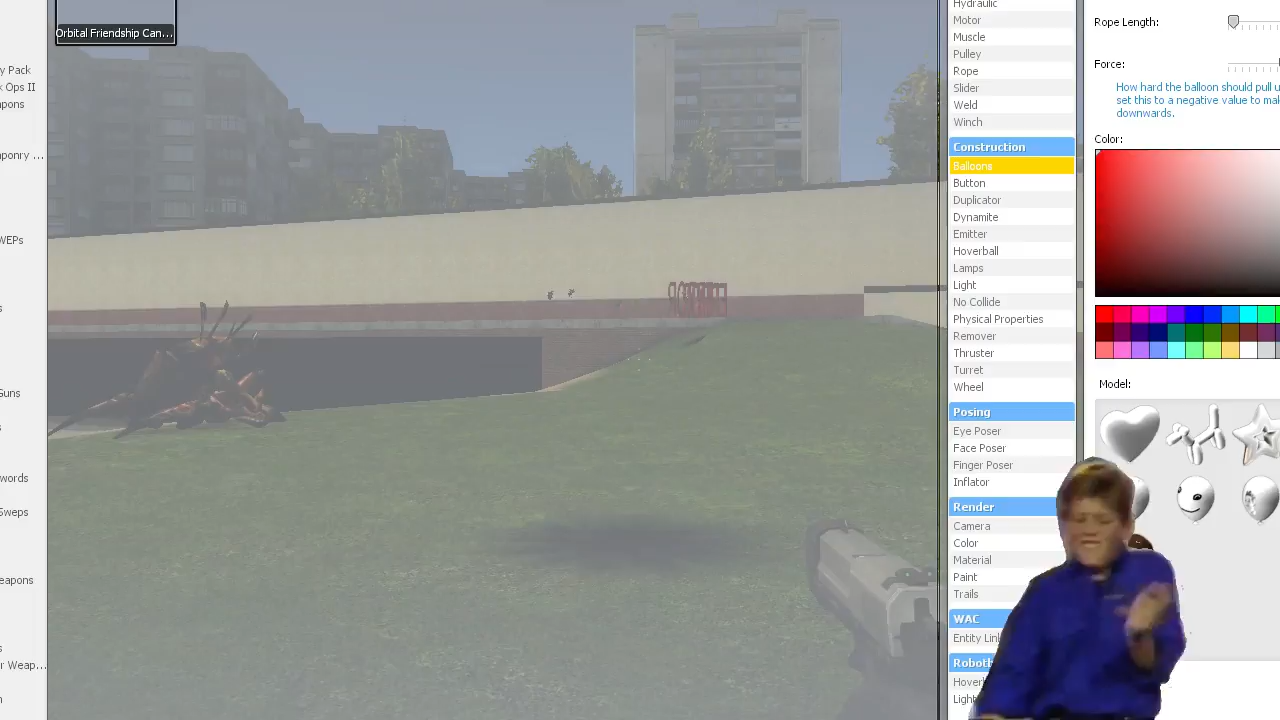 Orbital Friendship Can...
y Pack
k Ops II
apons
aponry ...
WEPs
s
Guns
s
words
Sweps
eapons
s
r Weap...
n
Hydraulic
Motor
Muscle
Pulley
Rope
Slider
Weld
Winch
Construction
Balloons
Button
Duplicator
Dynamite
Emitter
Hoverball
Lamps
Light
No Collide
Physical Properties
Remover
Thruster
Turret
Wheel
Posing
Eye Poser
Face Poser
Finger Poser
Inflator
Render
Camera
Color
Material
Paint
Trails
WAC
Entity Lin
Robot
Hover
Light
Rope Length:
Force:
How hard the balloon should pull u
set this to a negative value to mak
downwards.
Color:
Model: